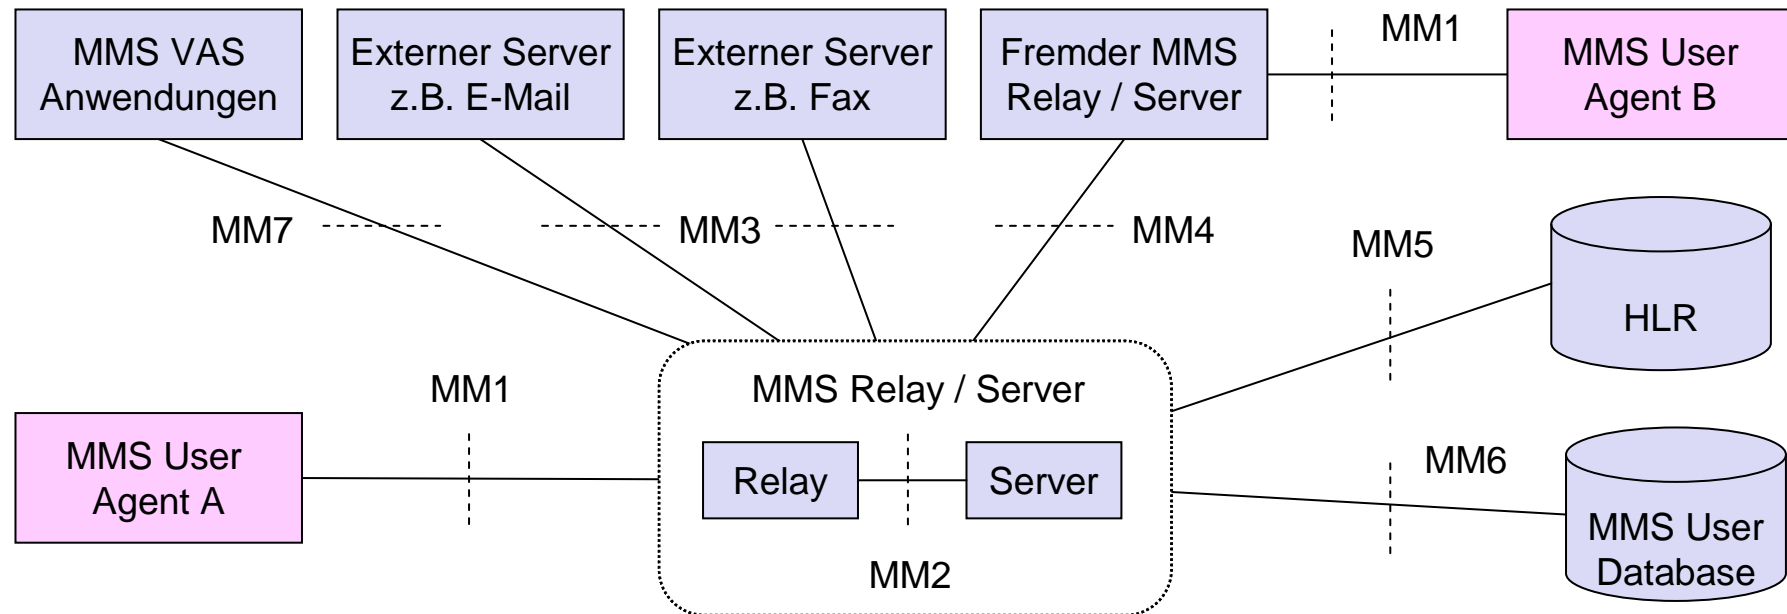 MMS VAS
Anwendungen
Externer Server
z.B. E-Mail
Externer Server
z.B. Fax
Fremder MMS
Relay / Server
MM1
MMS User
Agent B
MM7
MM3
MM4
MM5
HLR
MM1
MMS Relay / Server
MMS User
Agent A
Relay
Server
MM2
MM6
MMS User
Database